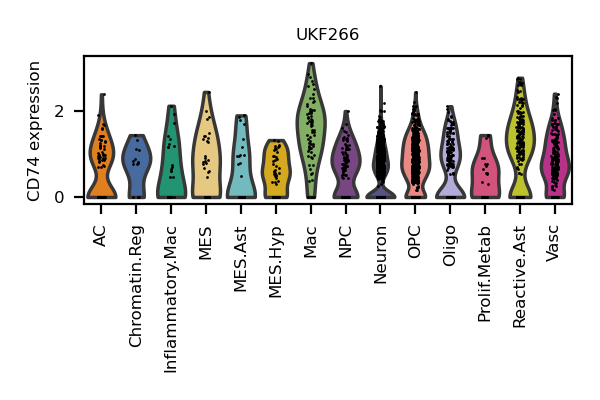 UKF266
CD74 expression
2
0
AC
Chromatin.Reg
Inflammatory.Mac
MES
MES.Ast
MES.Hyp
Mac
NPC
Neuron
OPC
Oligo
Prolif.Metab
Reactive.Ast
Vasc